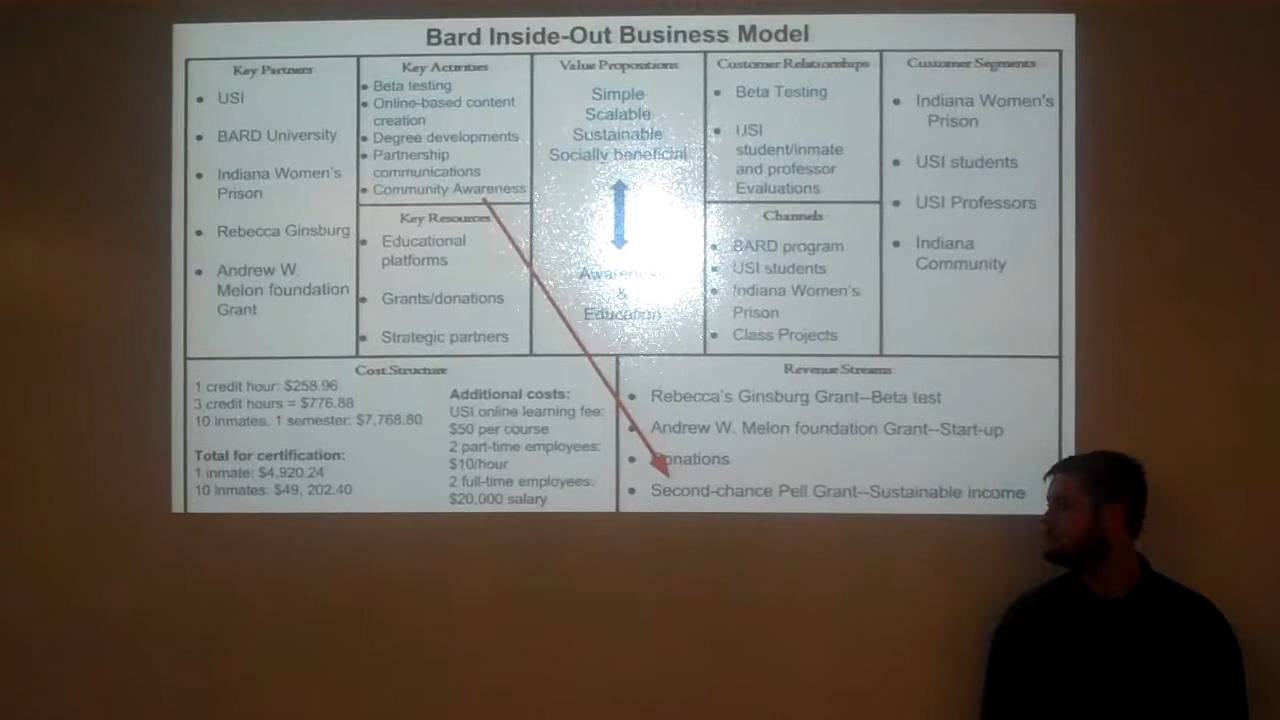 Bard Inside-Out Business Model
Key Partners
USI
BARD University
Indiana Women's
Prison
Rebecca Ginsburg
Andrew W.
Melon foundation
Grant
Key Activities
Beta testing
Online-based content
creation
Degree developments
Partnership
communications
Community Awareness
Key Resources
Educational
platforms
Grants/donations
Strategic partners
Value Propositions
Simple
Scalable
Sustainable
Socially beneficial
Awareness
&
Education
Customer Relationships
Beta Testing
USI
student/inmate
and professor
Evaluations
Channels
BARD program
USI students
Indiana Women's
Prison
Class Projects
Customer Segments
Indiana Women's
Prison
USI students
USI Professors
Indiana
Community
Cost Structure
1 credit hour: $258.96
3 credit hours = $776.88
10 inmates, 1 semester: $7,768.80
Total for certification:
1 inmate: $4,920.24
10 inmates: $49, 202.40
Additional costs:
USI online learning fee:
$50 per course
2 part-time employees:
$10/hour
2 full-time employees:
$20,000 salary
Revenue Streams
Rebecca's Ginsburg Grant--Beta test
Andrew W. Melon foundation Grant--Start-up
Donations
Second-chance Pell Grant--Sustainable income